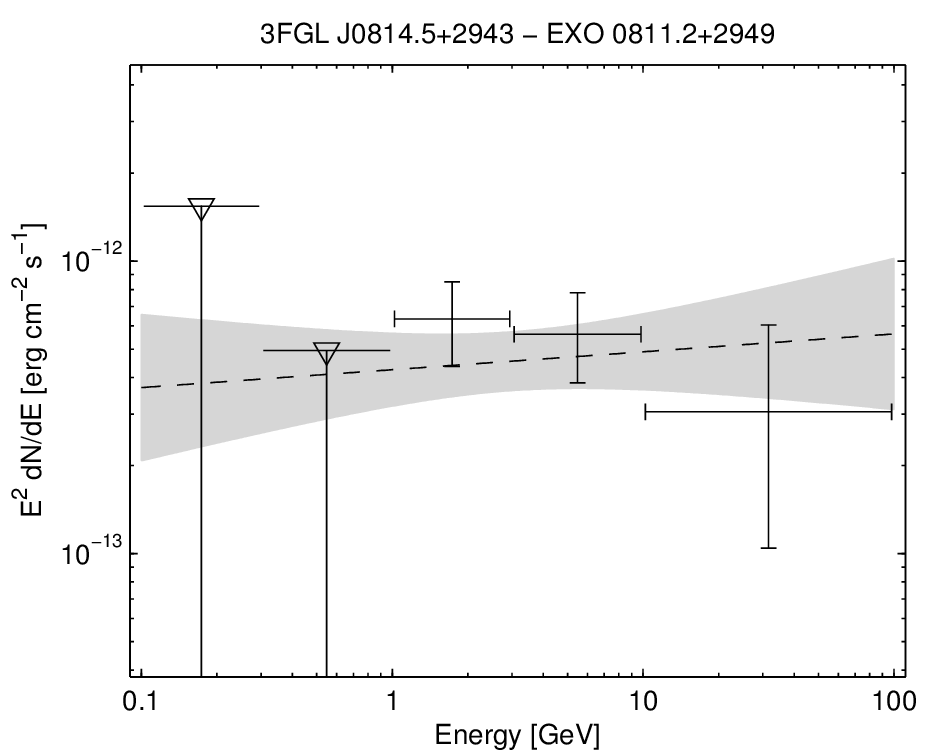 3FGL J0814.5+2943 − EXO 0811.2+2949
E² dN/dE [erg cm⁻² s⁻¹]
10⁻¹²
10⁻¹³
0.1 1 10 100
Energy [GeV]